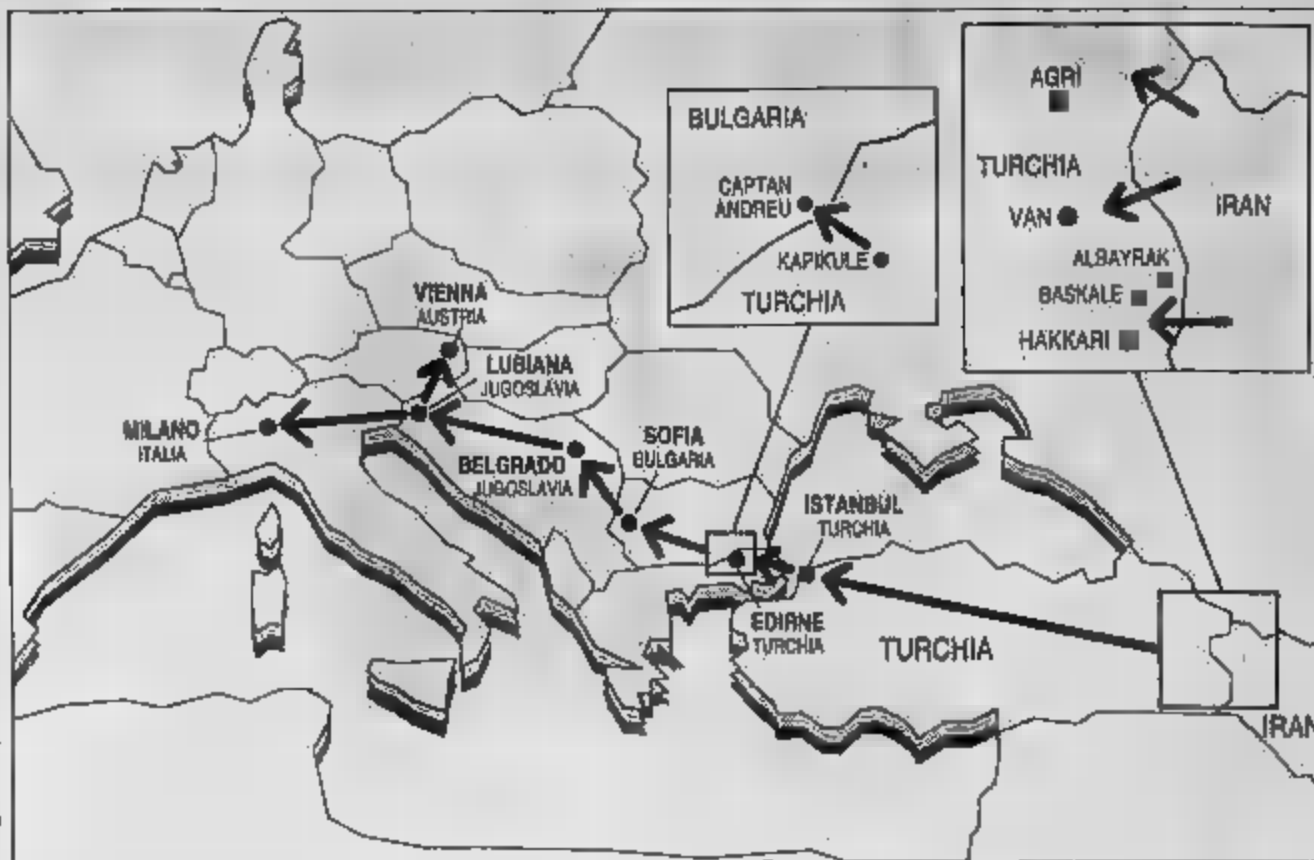 BULGARIA
CAPTAN
ANDREU
KAPIKULE
TURCHIA
AGRI
TURCHIA
IRAN
VAN
ALBAYRAK
BASKALE
HAKKARI
VIENNA
AUSTRIA
LUBIANA
JUGOSLAVIA
MILANO
ITALIA
BELGRADO
JUGOSLAVIA
SOFIA
BULGARIA
ISTANBUL
TURCHIA
EDIRNE
TURCHIA
TURCHIA
IRAN